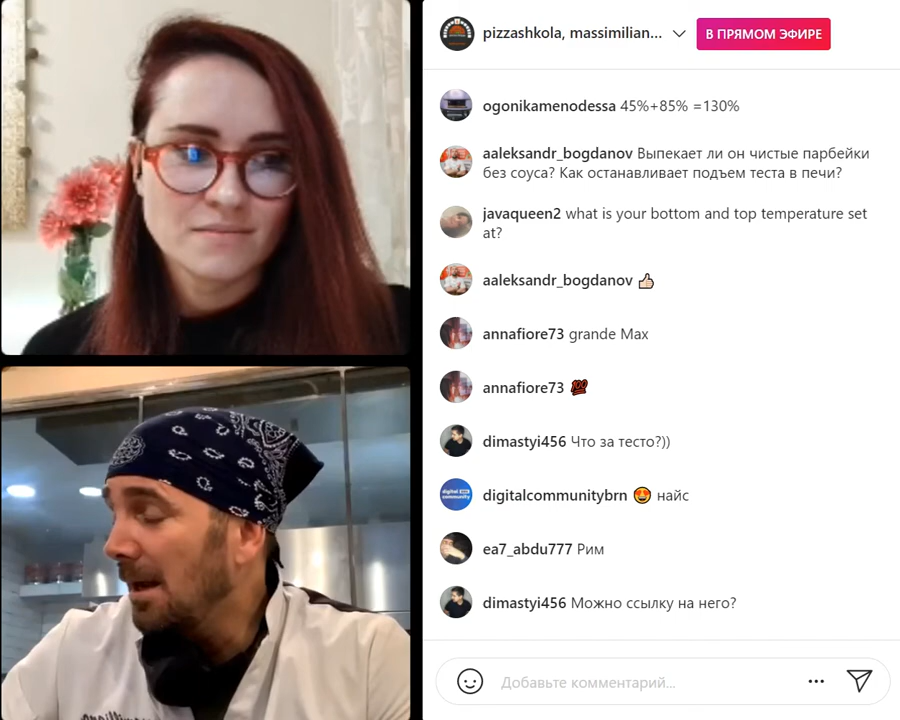 pizzashkola, massimilian...
В ПРЯМОМ ЭФИРЕ
ogonikamenodessa 45%+85% =130%
aaleksandr_bogdanov Выпекает ли он чистые парбейки
без соуса? Как останавливает подъем теста в печи?
javaqueen2 what is your bottom and top temperature set
at?
aaleksandr_bogdanov 👍🏻
annafiore73 grande Max
annafiore73 💯
dimastyi456 Что за тесто?))
digital
community
digitalcommunitybrn 😍 найс
ea7_abdu777 Рим
dimastyi456 Можно ссылку на него?
Добавьте комментарий...